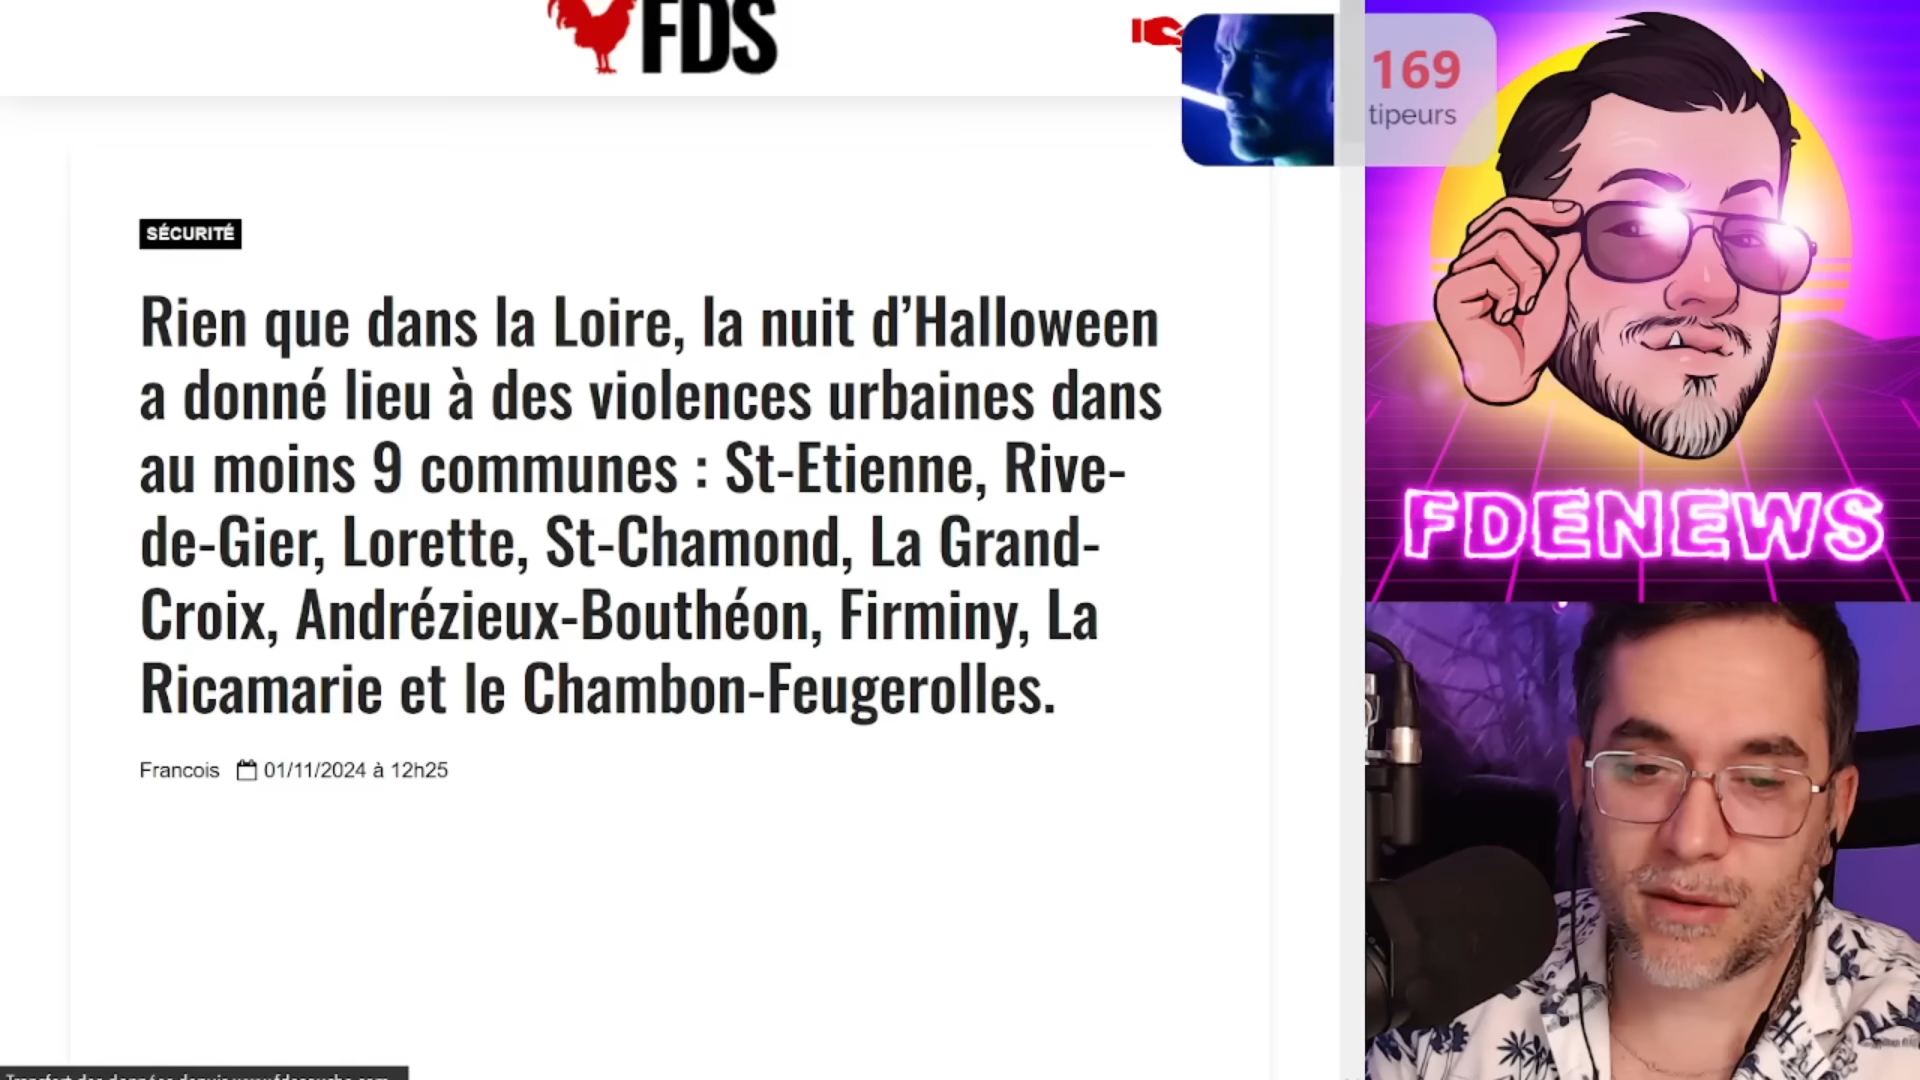 FDS
169
tipeurs
SÉCURITÉ
Rien que dans la Loire, la nuit d’Halloween
a donné lieu à des violences urbaines dans
au moins 9 communes : St-Etienne, Rive-
de-Gier, Lorette, St-Chamond, La Grand-
Croix, Andrézieux-Bouthéon, Firminy, La
Ricamarie et le Chambon-Feugerolles.
Francois 01/11/2024 à 12h25
FDENEWS